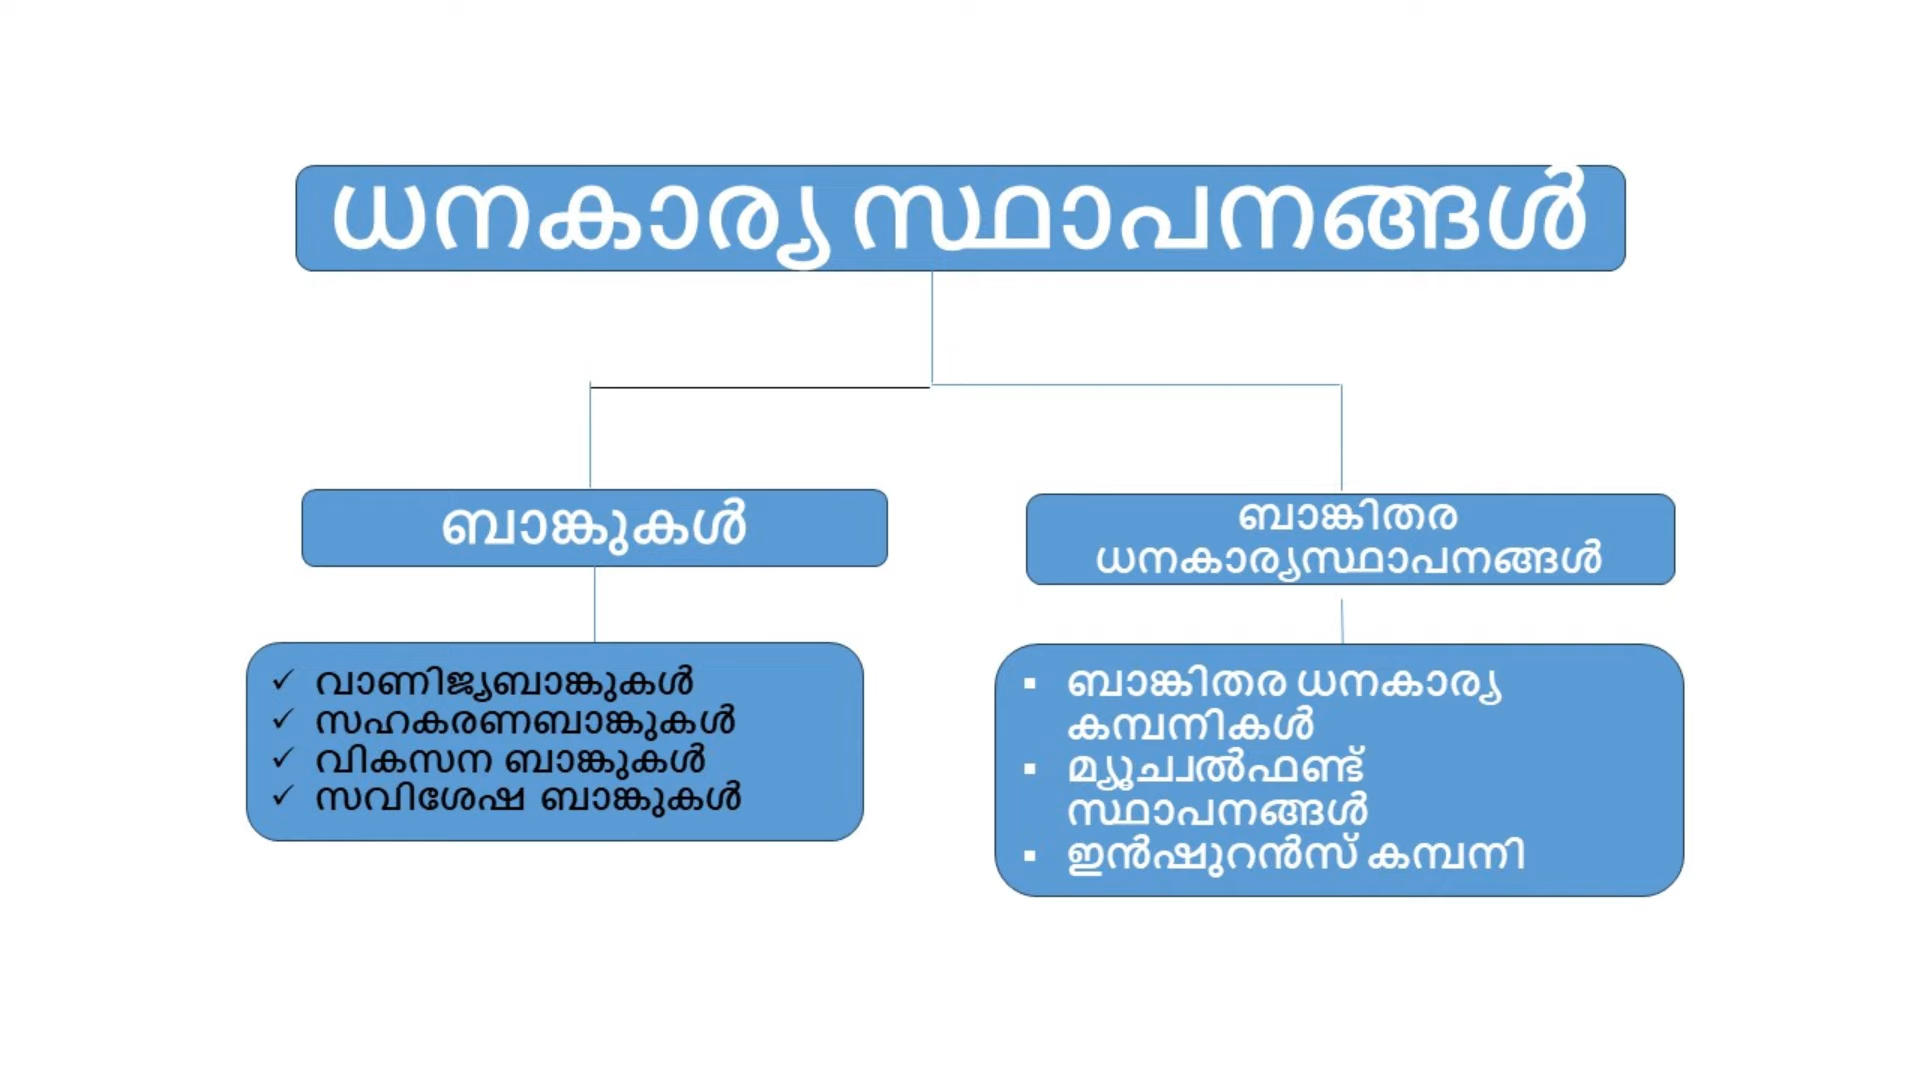 ധനകാര്യ സ്ഥാപനങ്ങൾ
ബാങ്കുകൾ
വാണിജ്യബാങ്കുകൾ
സഹകരണബാങ്കുകൾ
വികസന ബാങ്കുകൾ
സവിശേഷ ബാങ്കുകൾ
ബാങ്കിതര
ധനകാര്യസ്ഥാപനങ്ങൾ
ബാങ്കിതര ധനകാര്യ
കമ്പനികൾ
മ്യൂച്വൽഫണ്ട്
സ്ഥാപനങ്ങൾ
ഇൻഷുറൻസ് കമ്പനി